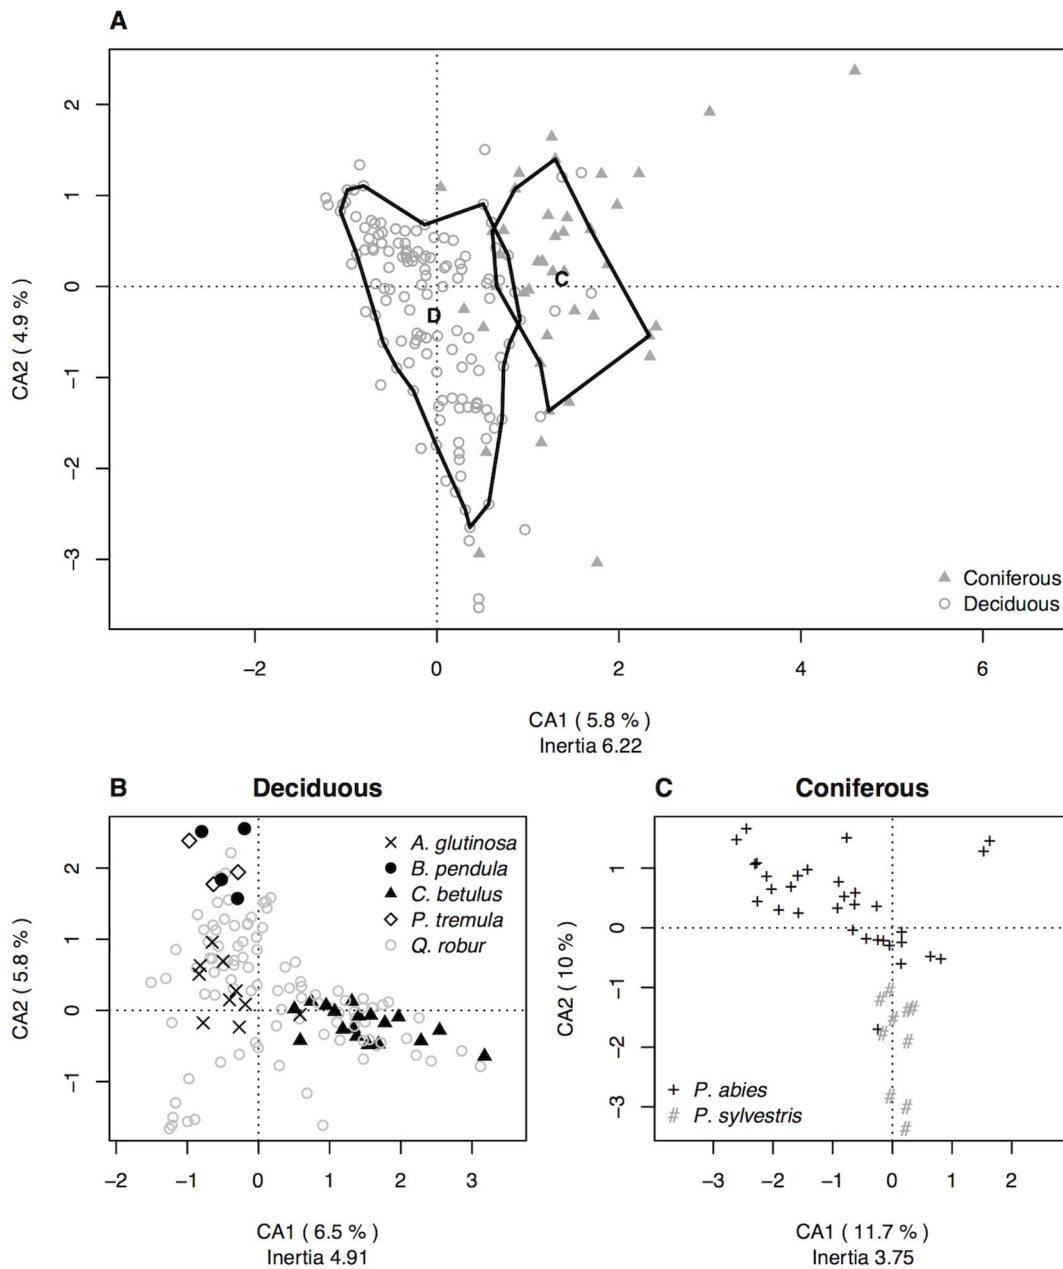 A
2
1
0
−1
−2
−3
CA2 ( 4.9 % )
D
C
Coniferous
Deciduous
−2 0 2 4 6
CA1 ( 5.8 % )
Inertia 6.22
B Deciduous
2
1
0
−1
CA2 ( 5.8 % )
A. glutinosa
B. pendula
C. betulus
P. tremula
Q. robur
−2 −1 0 1 2 3
CA1 ( 6.5 % )
Inertia 4.91
C Coniferous
1
0
−1
−2
−3
CA2 ( 10 % )
P. abies
# P. sylvestris
−3 −2 −1 0 1 2
CA1 ( 11.7 % )
Inertia 3.75